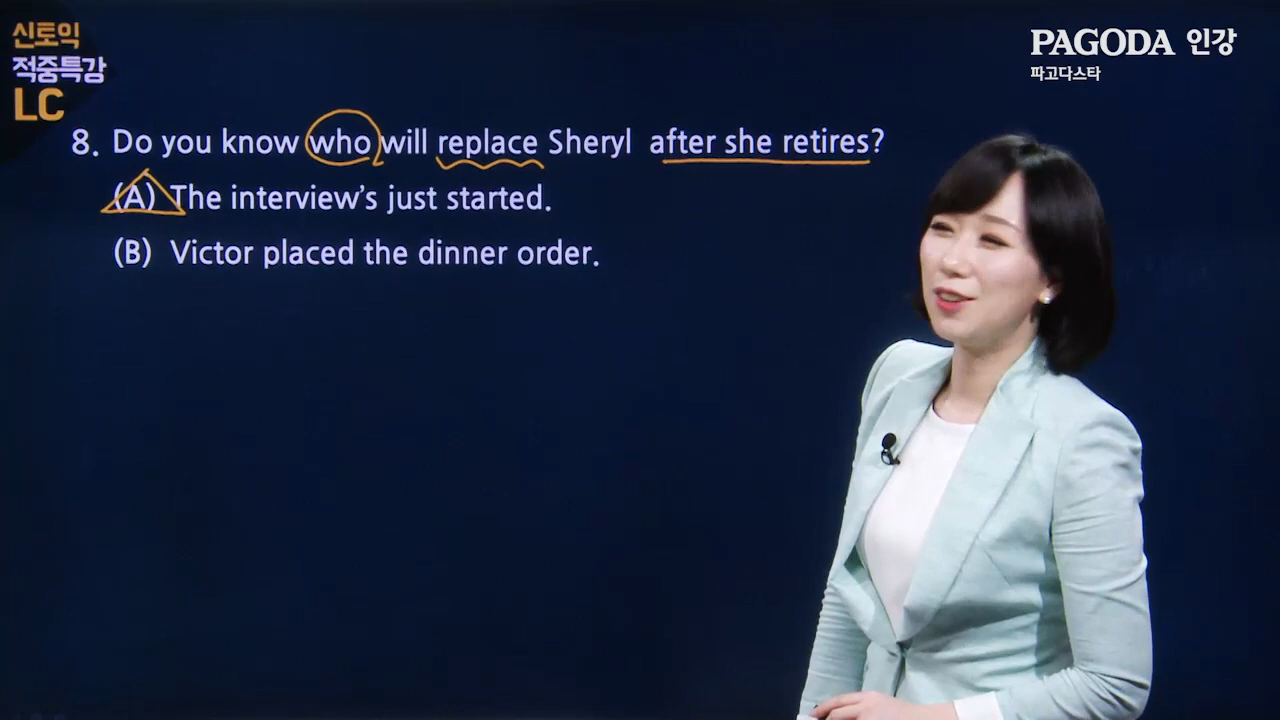 신토익
적중특강
LC
PAGODA 인강
파고다스타
8. Do you know who will replace Sheryl after she retires?
(A) The interview's just started.
(B) Victor placed the dinner order.